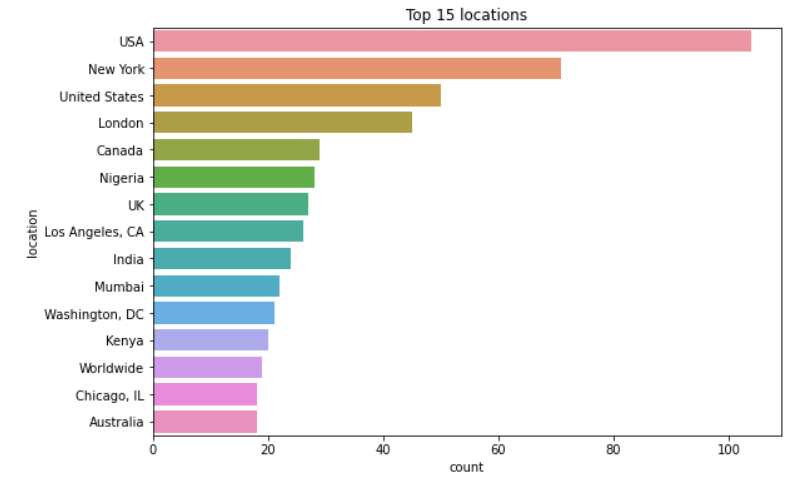 Top 15 locations
USA
New York
United States
London
Canada
Nigeria
UK
Los Angeles, CA
India
Mumbai
Washington, DC
Kenya
Worldwide
Chicago, IL
Australia
location
0 20 40 60 80 100
count